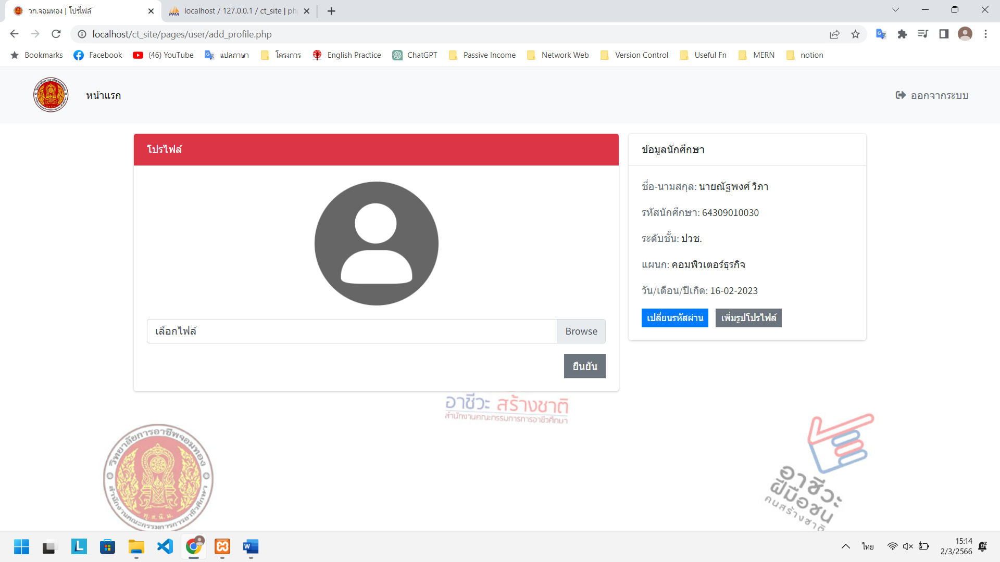 วก.จอมทอง | โปรไฟล์
localhost / 127.0.0.1 / ct_site | ph
localhost/ct_site/pages/user/add_profile.php
Bookmarks Facebook (46) YouTube แปลภาษา โครงการ English Practice ChatGPT Passive Income Network Web Version Control Useful Fn MERN notion
หน้าแรก
ออกจากระบบ
โปรไฟล์
เลือกไฟล์ Browse
ยืนยัน
ข้อมูลนักศึกษา
ชื่อ-นามสกุล: นายณัฐพงศ์ วิภา
รหัสนักศึกษา: 64309010030
ระดับชั้น: ปวช.
แผนก: คอมพิวเตอร์ธุรกิจ
วัน/เดือน/ปีเกิด: 16-02-2023
เปลี่ยนรหัสผ่าน เพิ่มรูปโปรไฟล์
อาชีวะ สร้างชาติ
สำนักงานคณะกรรมการการอาชีวศึกษา
วิทยาลัยการอาชีพจอมทอง
ทุ. ส. นิ. ม.
สำนักงานคณะกรรมการการอาชีวศึกษา
อาชีวะ
ฝีมือชน
คนสร้างชาติ
ไทย
15:14
2/3/2566